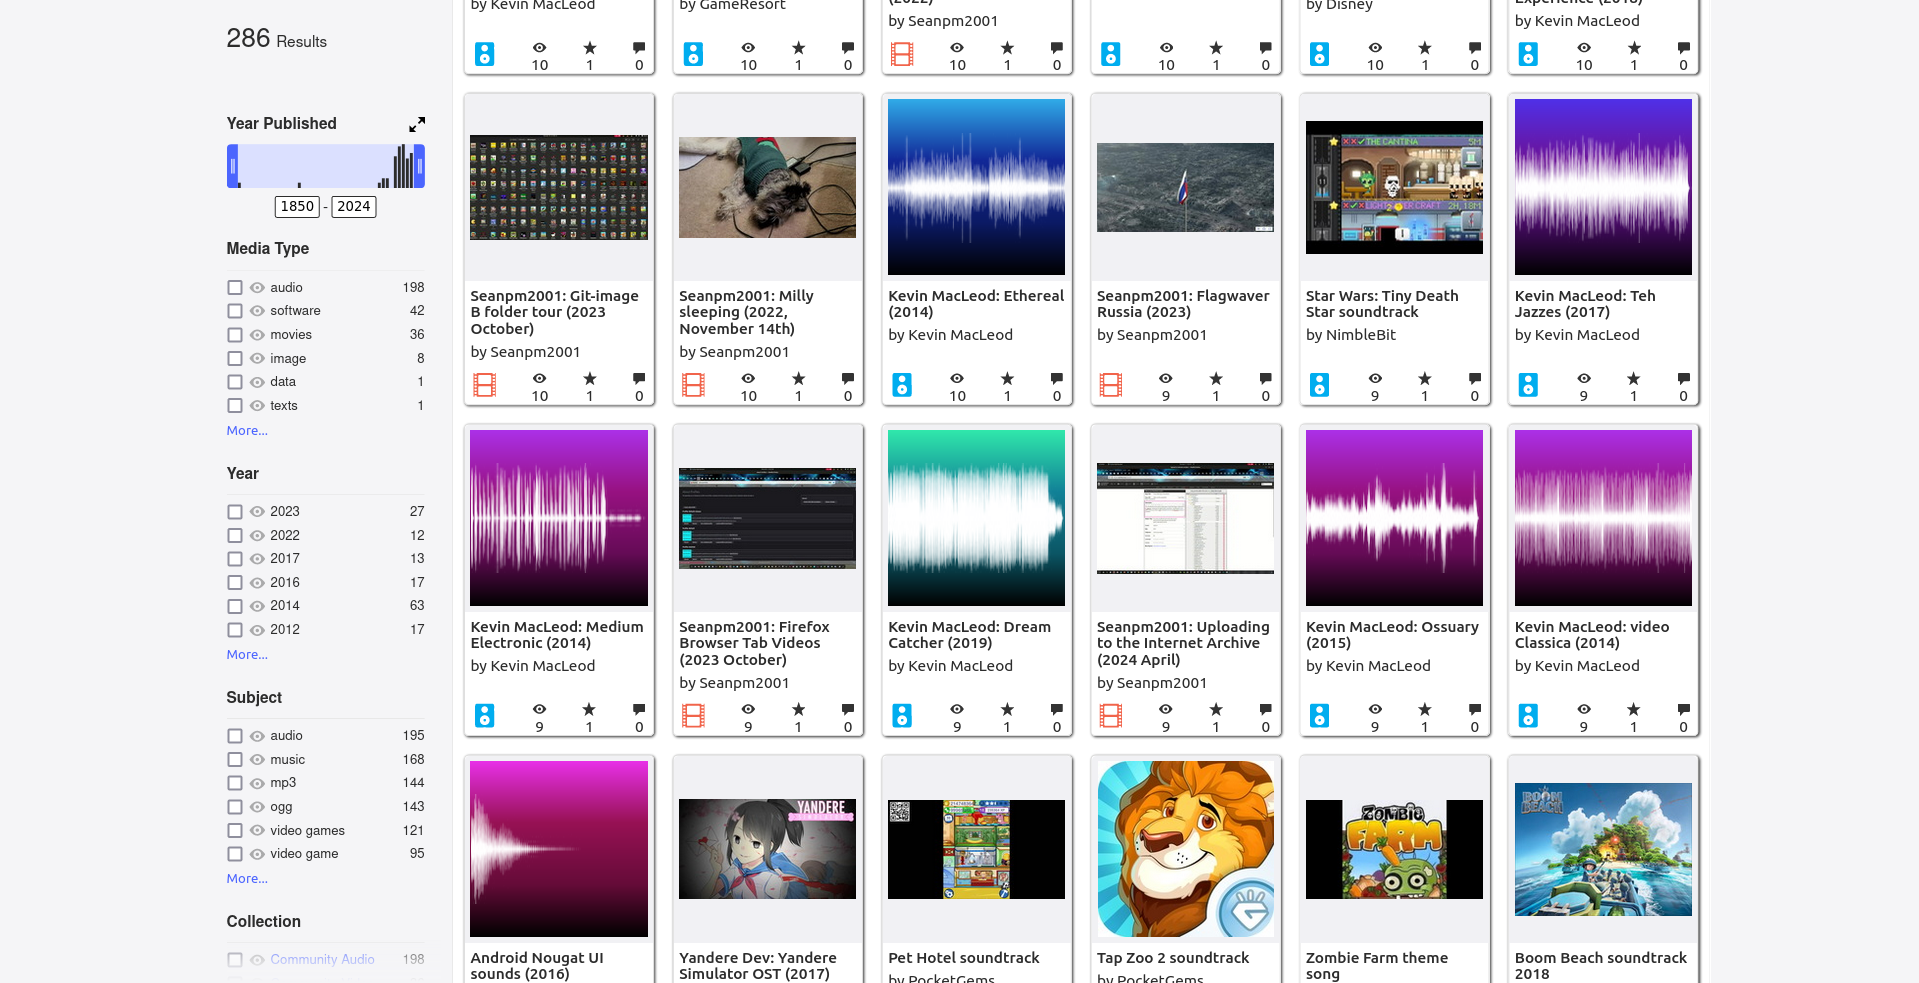 286 Results
Year Published
1850 - 2024
Media Type
audio 198
software 42
movies 36
image 8
data 1
texts 1
More...
Year
2023 27
2022 12
2017 13
2016 17
2014 63
2012 17
More...
Subject
audio 195
music 168
mp3 144
ogg 143
video games 121
video game 95
More...
Collection
Community Audio 198
by Kevin MacLeod
10 1 0
by GameResort
10 1 0
(2022)
by Seanpm2001
10 1 0
10 1 0
by Disney
10 1 0
Experience (2018)
by Kevin MacLeod
10 1 0
Seanpm2001: Git-image
B folder tour (2023
October)
by Seanpm2001
10 1 0
Seanpm2001: Milly
sleeping (2022,
November 14th)
by Seanpm2001
10 1 0
Kevin MacLeod: Ethereal
(2014)
by Kevin MacLeod
10 1 0
Seanpm2001: Flagwaver
Russia (2023)
by Seanpm2001
9 1 0
THE CANTINA
Star Wars: Tiny Death
Star soundtrack
by NimbleBit
9 1 0
Kevin MacLeod: Teh
Jazzes (2017)
by Kevin MacLeod
9 1 0
Kevin MacLeod: Medium
Electronic (2014)
by Kevin MacLeod
9 1 0
Seanpm2001: Firefox
Browser Tab Videos
(2023 October)
by Seanpm2001
9 1 0
Kevin MacLeod: Dream
Catcher (2019)
by Kevin MacLeod
9 1 0
Seanpm2001: Uploading
to the Internet Archive
(2024 April)
by Seanpm2001
9 1 0
Kevin MacLeod: Ossuary
(2015)
by Kevin MacLeod
9 1 0
Kevin MacLeod: video
Classica (2014)
by Kevin MacLeod
9 1 0
Android Nougat UI
sounds (2016)
YANDERE
SIMULATOR
Yandere Dev: Yandere
Simulator OST (2017)
Pet Hotel soundtrack
by PocketGems
Tap Zoo 2 soundtrack
by PocketGems
ZOMBIE
FARM
Zombie Farm theme
song
BOOM
BEACH
Boom Beach soundtrack
2018